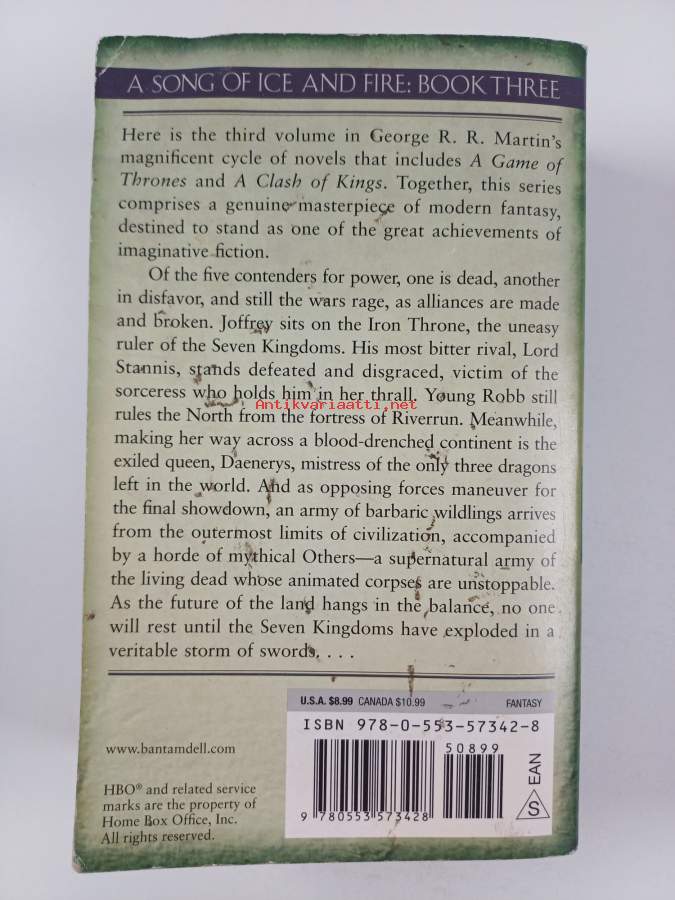 A SONG OF ICE AND FIRE: BOOK THREE
Here is the third volume in George R. R. Martin's
magnificent cycle of novels that includes A Game of
Thrones and A Clash of Kings. Together, this series
comprises a genuine masterpiece of modern fantasy,
destined to stand as one of the great achievements of
imaginative fiction.
Of the five contenders for power, one is dead, another
in disfavor, and still the wars rage, as alliances are made
and broken. Joffrey sits on the Iron Throne, the uneasy
ruler of the Seven Kingdoms. His most bitter rival, Lord
Stannis, stands defeated and disgraced, victim of the
sorceress who holds him in her thrall. Young Robb still
Antikvariaatti.net
rules the North from the fortress of Riverrun. Meanwhile,
making her way across a blood-drenched continent is the
exiled queen, Daenerys, mistress of the only three dragons
left in the world. And as opposing forces maneuver for
the final showdown, an army of barbaric wildlings arrives
from the outermost limits of civilization, accompanied
by a horde of mythical Others—a supernatural army of
the living dead whose animated corpses are unstoppable.
As the future of the land hangs in the balance, no one
will rest until the Seven Kingdoms have exploded in a
veritable storm of swords. . . .
U.S.A. $8.99 CANADA $10.99 FANTASY
ISBN 978-0-553-57342-8
50899
9 780553 573428
EAN
S
www.bantamdell.com
HBO® and related service
marks are the property of
Home Box Office, Inc.
All rights reserved.